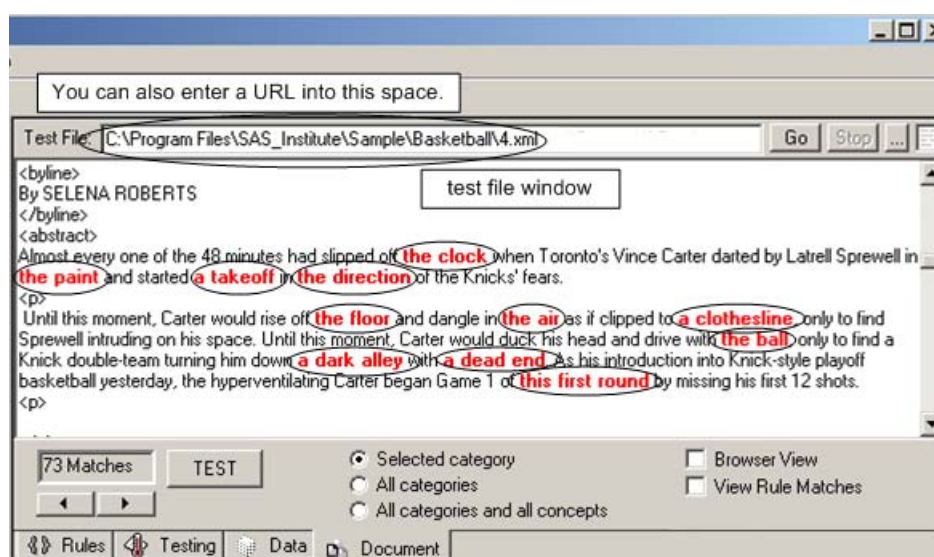 You can also enter a URL into this space.
Test File: C:\Program Files\SAS_Institute\Sample\Basketball\4.xml Go Stop ...
<byline>
test file window
By SELENA ROBERTS
</byline>
<abstract>
Almost every one of the 48 minutes had slipped off the clock when Toronto's Vince Carter darted by Latrell Sprewell in
the paint and started a takeoff in the direction of the Knicks' fears.
<p>
Until this moment, Carter would rise off the floor and dangle in the air as if clipped to a clothesline only to find
Sprewell intruding on his space. Until this moment, Carter would duck his head and drive with the ball only to find a
Knick double-team turning him down a dark alley with a dead end. As his introduction into Knick-style playoff
basketball yesterday, the hyperventilating Carter began Game 1 of this first round by missing his first 12 shots.
<p>
73 Matches TEST Selected category Browser View
All categories View Rule Matches
All categories and all concepts
Rules Testing Data Document